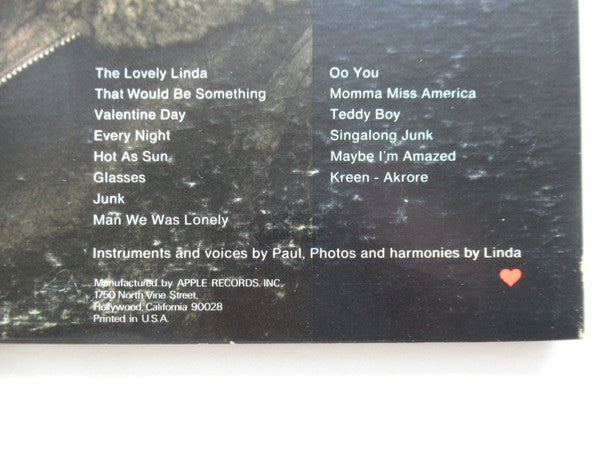 The Lovely Linda
That Would Be Something
Valentine Day
Every Night
Hot As Sun
Glasses
Junk
Man We Was Lonely
Oo You
Momma Miss America
Teddy Boy
Singalong Junk
Maybe I'm Amazed
Kreen - Akrore
Instruments and voices by Paul, Photos and harmonies by Linda
Manufactured by APPLE RECORDS, INC.
1750 North Vine Street,
Hollywood, California 90028
Printed in U.S.A.